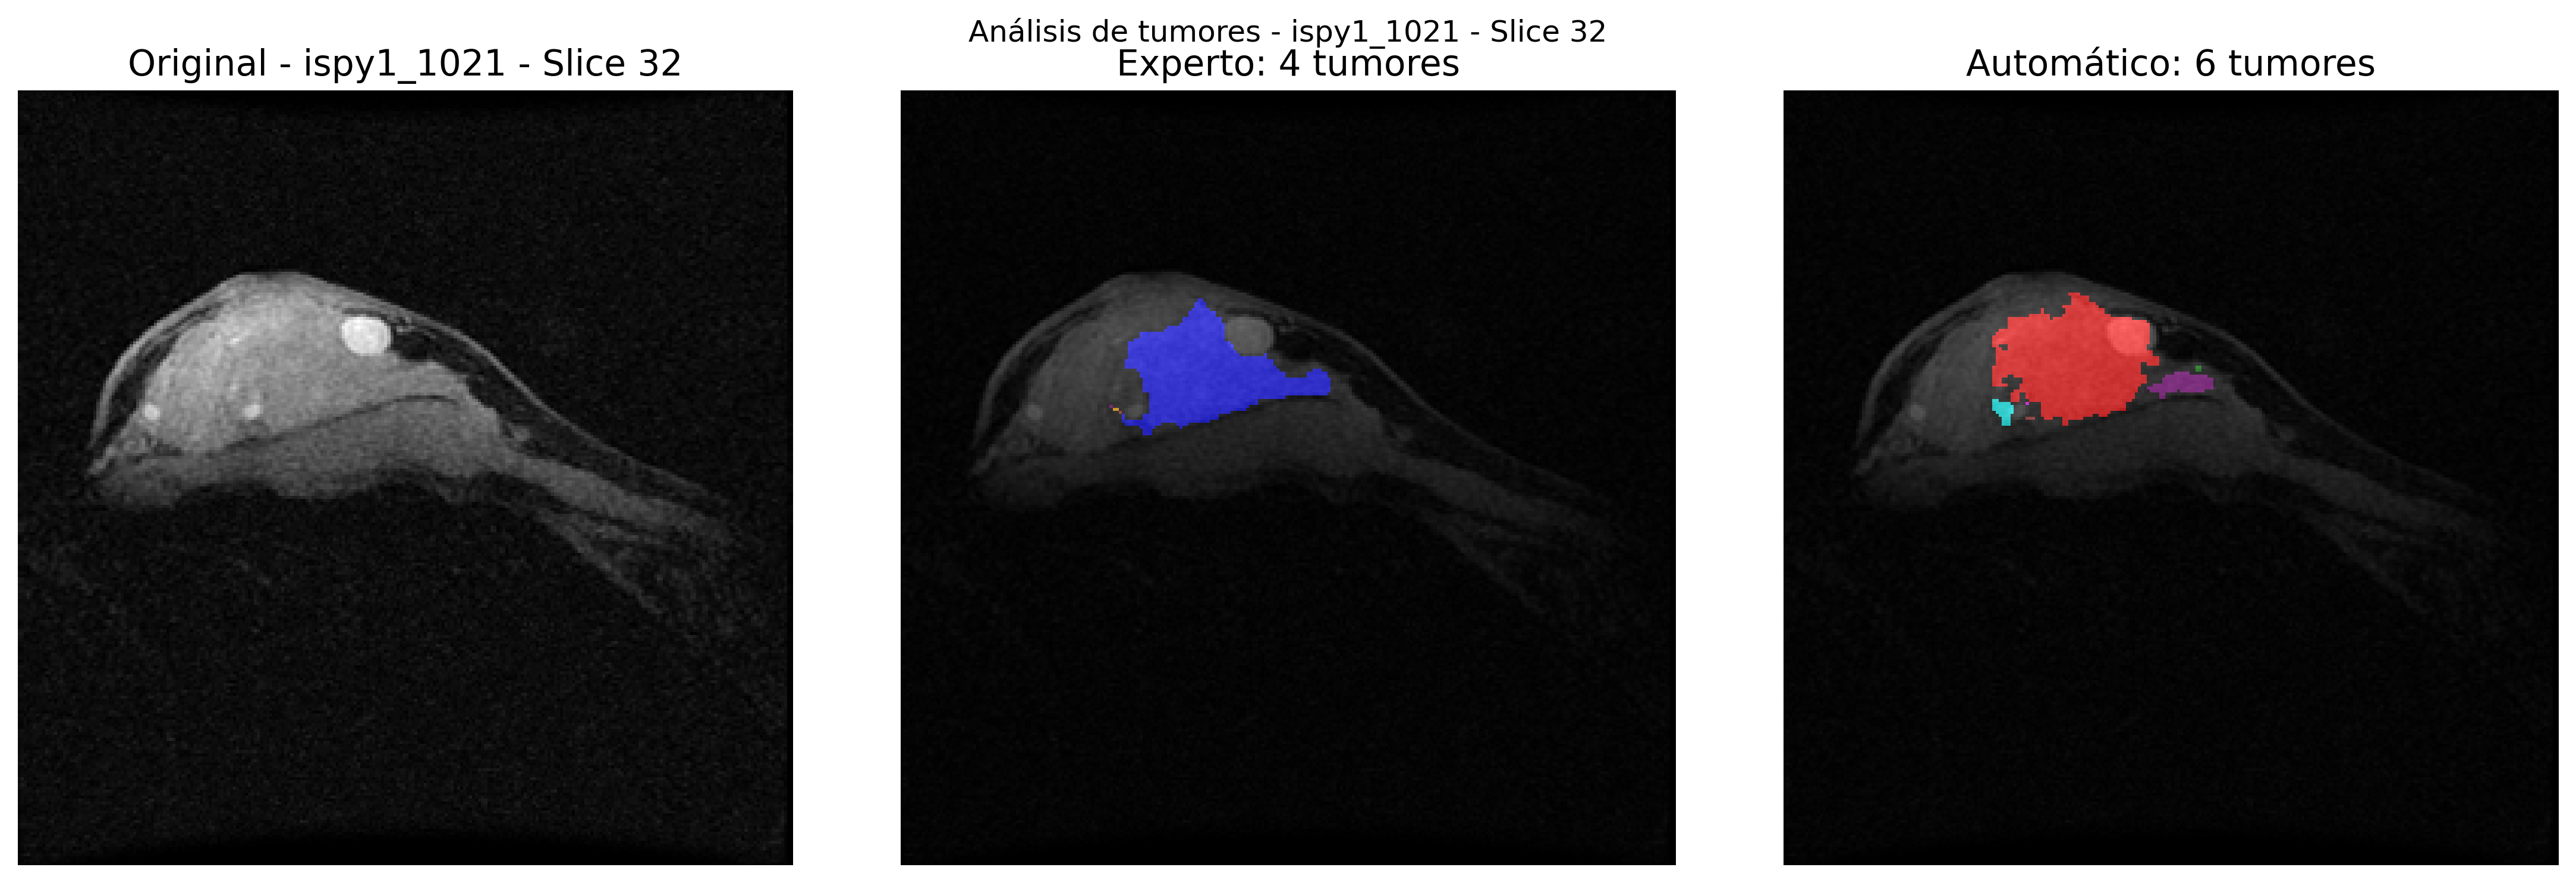 Análisis de tumores - ispy1_1021 - Slice 32
Original - ispy1_1021 - Slice 32
Experto: 4 tumores
Automático: 6 tumores